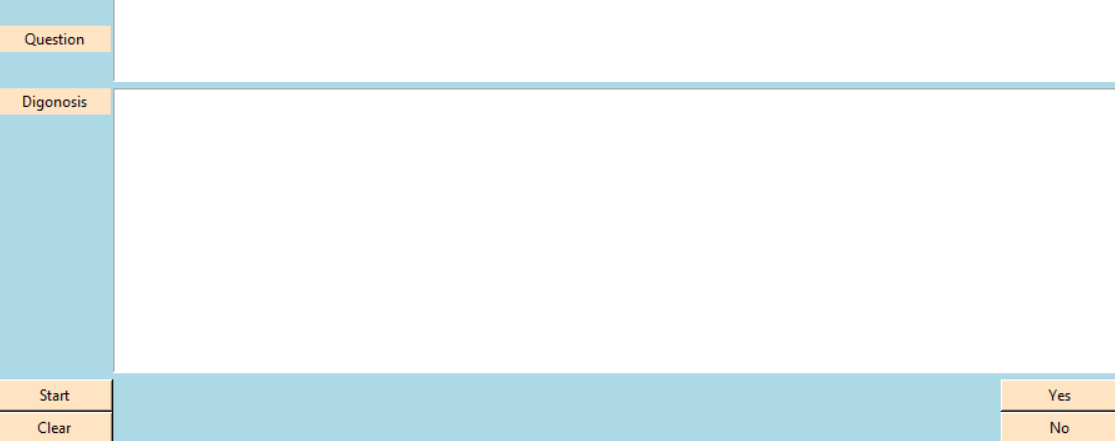 Question
Digonosis
Start
Clear
Yes
No